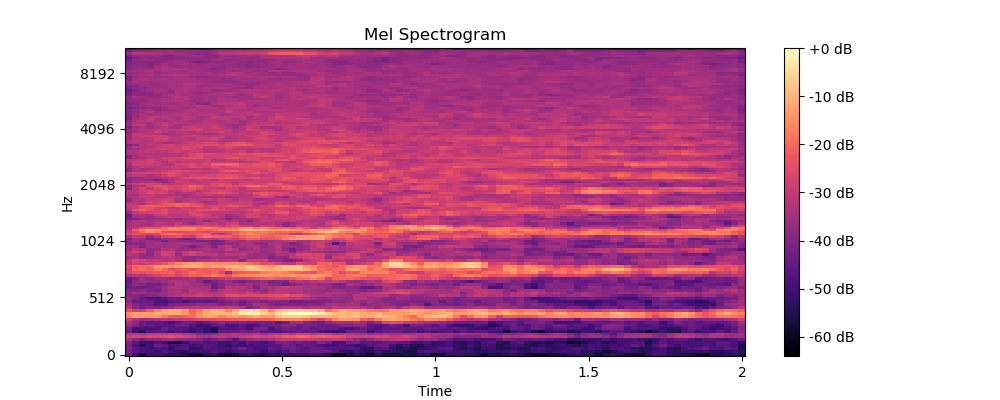 Mel Spectrogram
Hz
8192
4096
2048
1024
512
0
0 0.5 1 1.5 2
Time
+0 dB
-10 dB
-20 dB
-30 dB
-40 dB
-50 dB
-60 dB